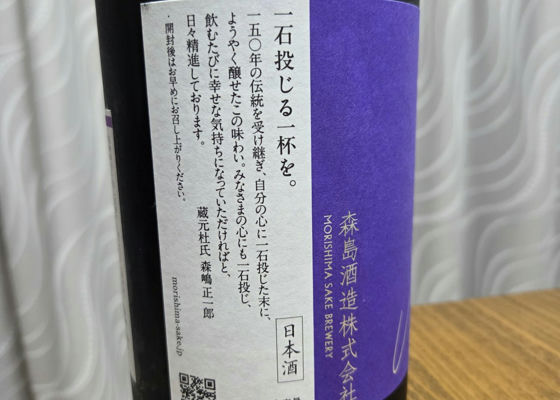 森島酒造株式会社
MORISHIMA SAKE BREWERY
日本酒
一石投じる一杯を。
一五〇年の伝統を受け継ぎ、自分の心に一石投じた末に、
ようやく醸せたこの味わい。みなさまの心にも一石投じ、
飲むたびに幸せな気持ちになっていただければと、
日々精進しております。
蔵元杜氏 森嶋 正一郎
・開封後はお早めにお召し上がりください。
morishima-sake.jp